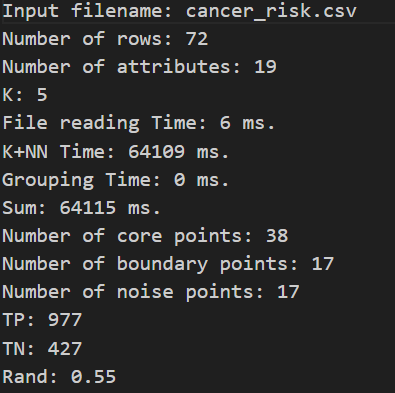 Input filename: cancer_risk.csv
Number of rows: 72
Number of attributes: 19
K: 5
File reading Time: 6 ms.
K+NN Time: 64109 ms.
Grouping Time: 0 ms.
Sum: 64115 ms.
Number of core points: 38
Number of boundary points: 17
Number of noise points: 17
TP: 977
TN: 427
Rand: 0.55